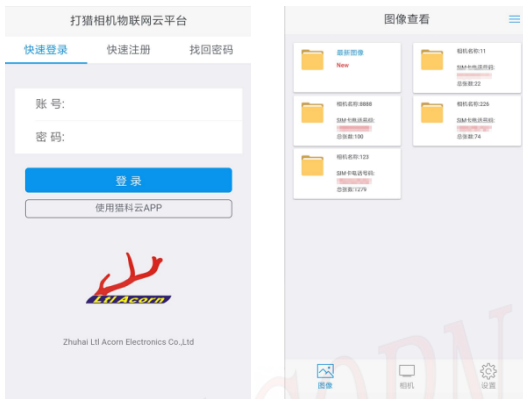 打猎相机物联网云平台
快速登录 快速注册 找回密码
账 号:
密 码:
登 录
使用猎科云APP
Ltl Acorn
Zhuhai Ltl Acorn Electronics Co.,Ltd
图像查看
最新图像
New
相机名称:11
SIM卡电话号码:
总张数:22
相机名称:8888
SIM卡电话号码:
总张数:190
相机名称:226
SIM卡电话号码:
总张数:74
相机名称:123
SIM卡电话号码:
总张数:1279
图像 相机 设置